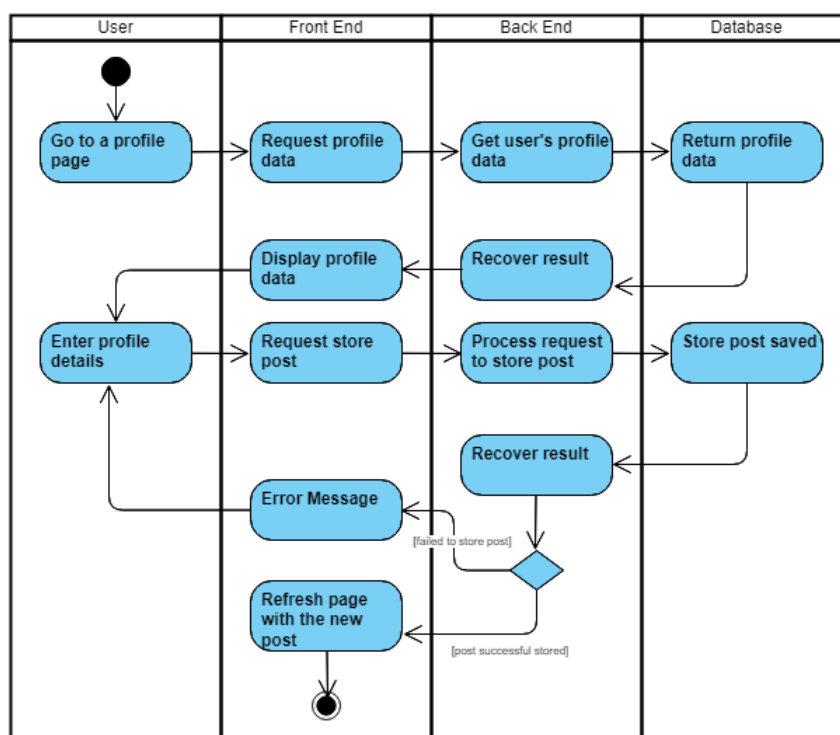 User
Front End
Back End
Database
Go to a profile
page
Request profile
data
Get user's profile
data
Return profile
data
Display profile
data
Recover result
Enter profile
details
Request store
post
Process request
to store post
Store post saved
Recover result
Error Message
[failed to store post]
Refresh page
with the new
post
[post successful stored]